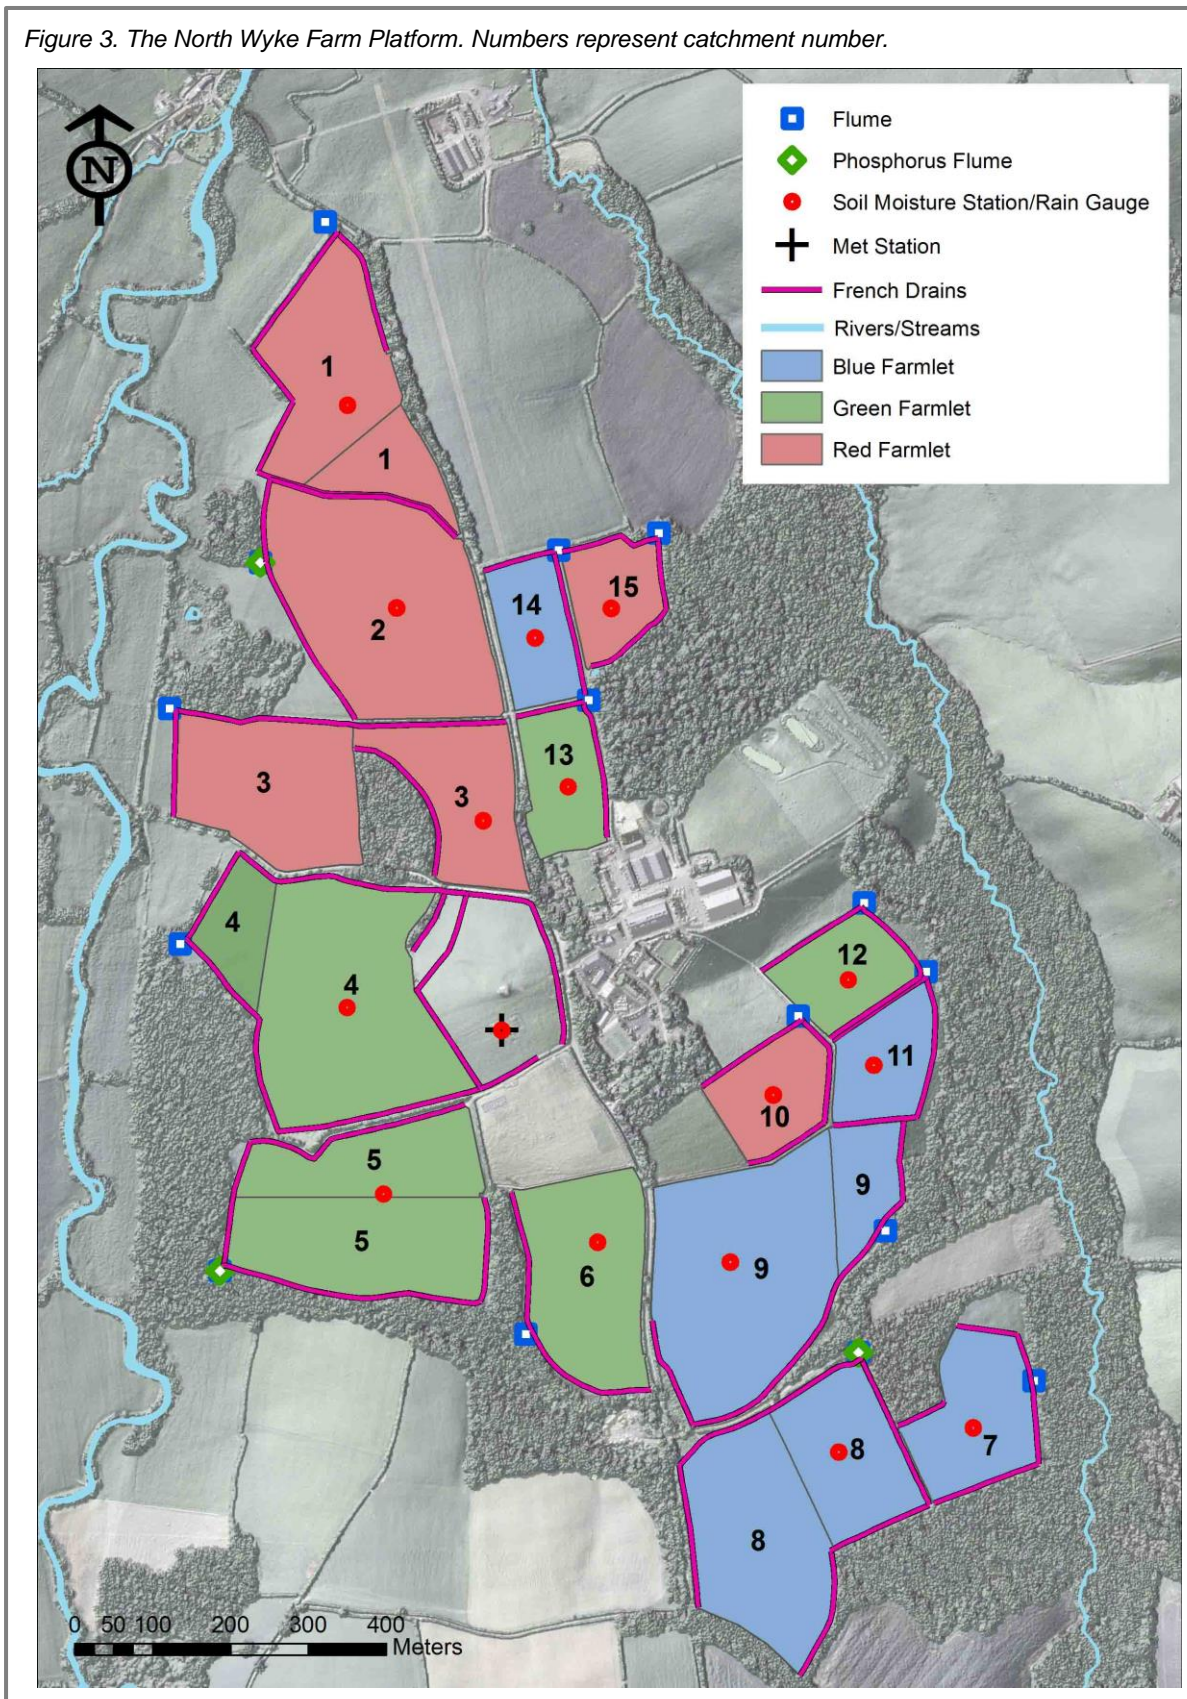 Figure 3. The North Wyke Farm Platform. Numbers represent catchment number.
N
Flume
Phosphorus Flume
Soil Moisture Station/Rain Gauge
Met Station
French Drains
Rivers/Streams
Blue Farmlet
Green Farmlet
Red Farmlet
1
1
2
14
15
3
3
13
4
4
12
11
10
5
5
9
9
6
7
8
8
0 50 100 200 300 400
Meters